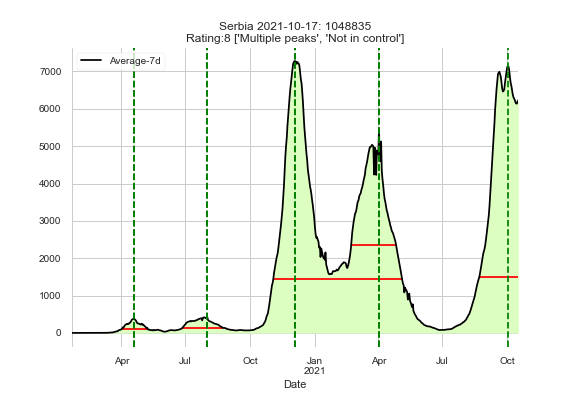 Serbia 2021-10-17: 1048835
Rating:8 ['Multiple peaks', 'Not in control']
Average-7d
7000
6000
5000
4000
3000
2000
1000
0
Apr Jul Oct Jan Apr Jul Oct
2021
Date